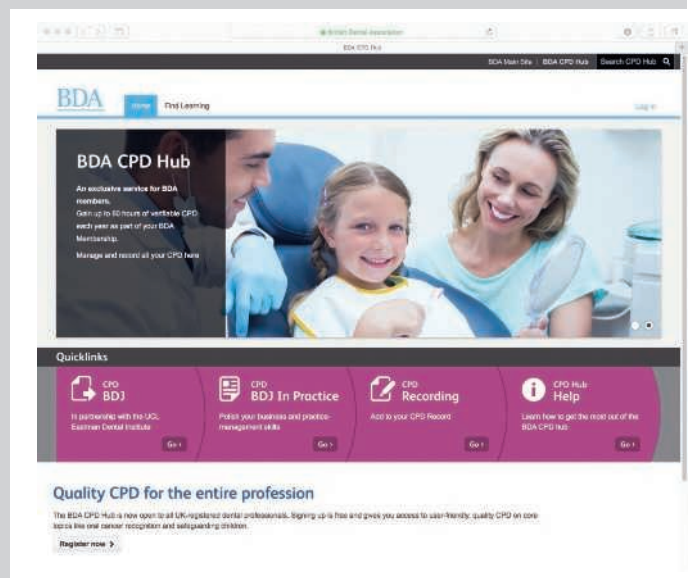 British Dental Association
BDA CPD Hub
BDA Main Site | BDA CPD Hub Search CPD Hub
BDA Home Find Learning Log in
BDA CPD Hub
An exclusive service for BDA
members.
Gain up to 60 hours of verifiable CPD
each year as part of your BDA
Membership.
Manage and record all your CPD here
Quicklinks
CPD
BDJ
In partnership with the UCL
Eastman Dental Institute
Go ›
CPD
BDJ In Practice
Polish your business and practice-
management skills
Go ›
CPD
Recording
Add to your CPD Record
Go ›
CPD Hub
Help
Learn how to get the most out of the
BDA CPD hub
Go ›
Quality CPD for the entire profession
The BDA CPD Hub is now open to all UK-registered dental professionals. Signing up is free and gives you access to user-friendly, quality CPD on core
topics like oral cancer recognition and safeguarding children.
Register now ›